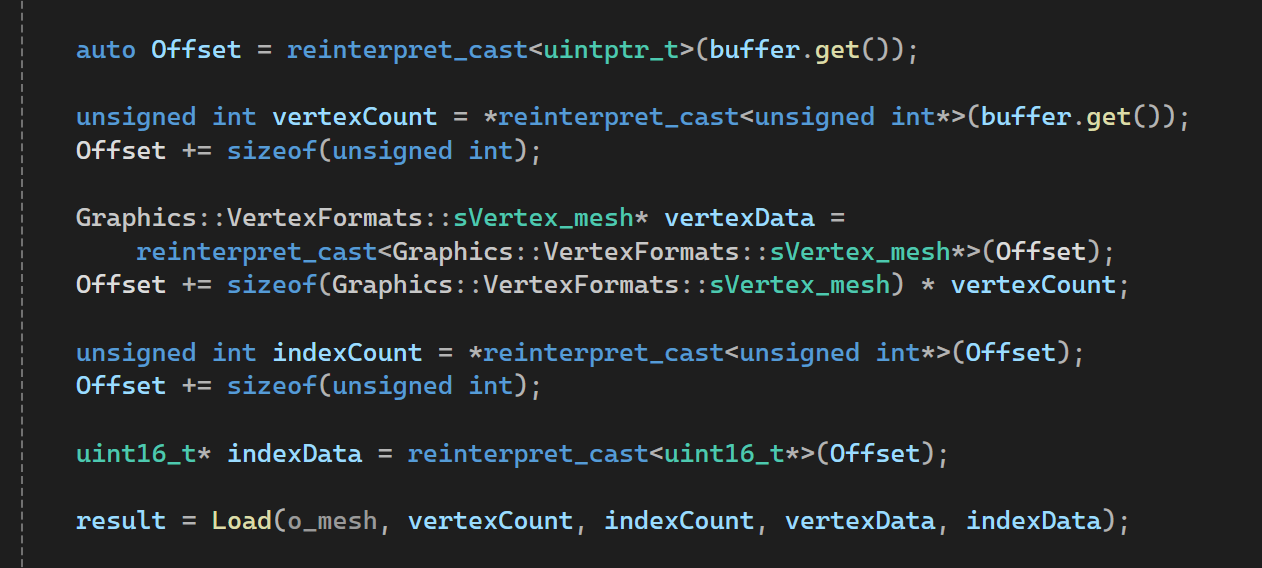 auto Offset = reinterpret_cast<uintptr_t>(buffer.get());
unsigned int vertexCount = *reinterpret_cast<unsigned int*>(buffer.get());
Offset += sizeof(unsigned int);
Graphics::VertexFormats::sVertex_mesh* vertexData =
reinterpret_cast<Graphics::VertexFormats::sVertex_mesh*>(Offset);
Offset += sizeof(Graphics::VertexFormats::sVertex_mesh) * vertexCount;
unsigned int indexCount = *reinterpret_cast<unsigned int*>(Offset);
Offset += sizeof(unsigned int);
uint16_t* indexData = reinterpret_cast<uint16_t*>(Offset);
result = Load(o_mesh, vertexCount, indexCount, vertexData, indexData);